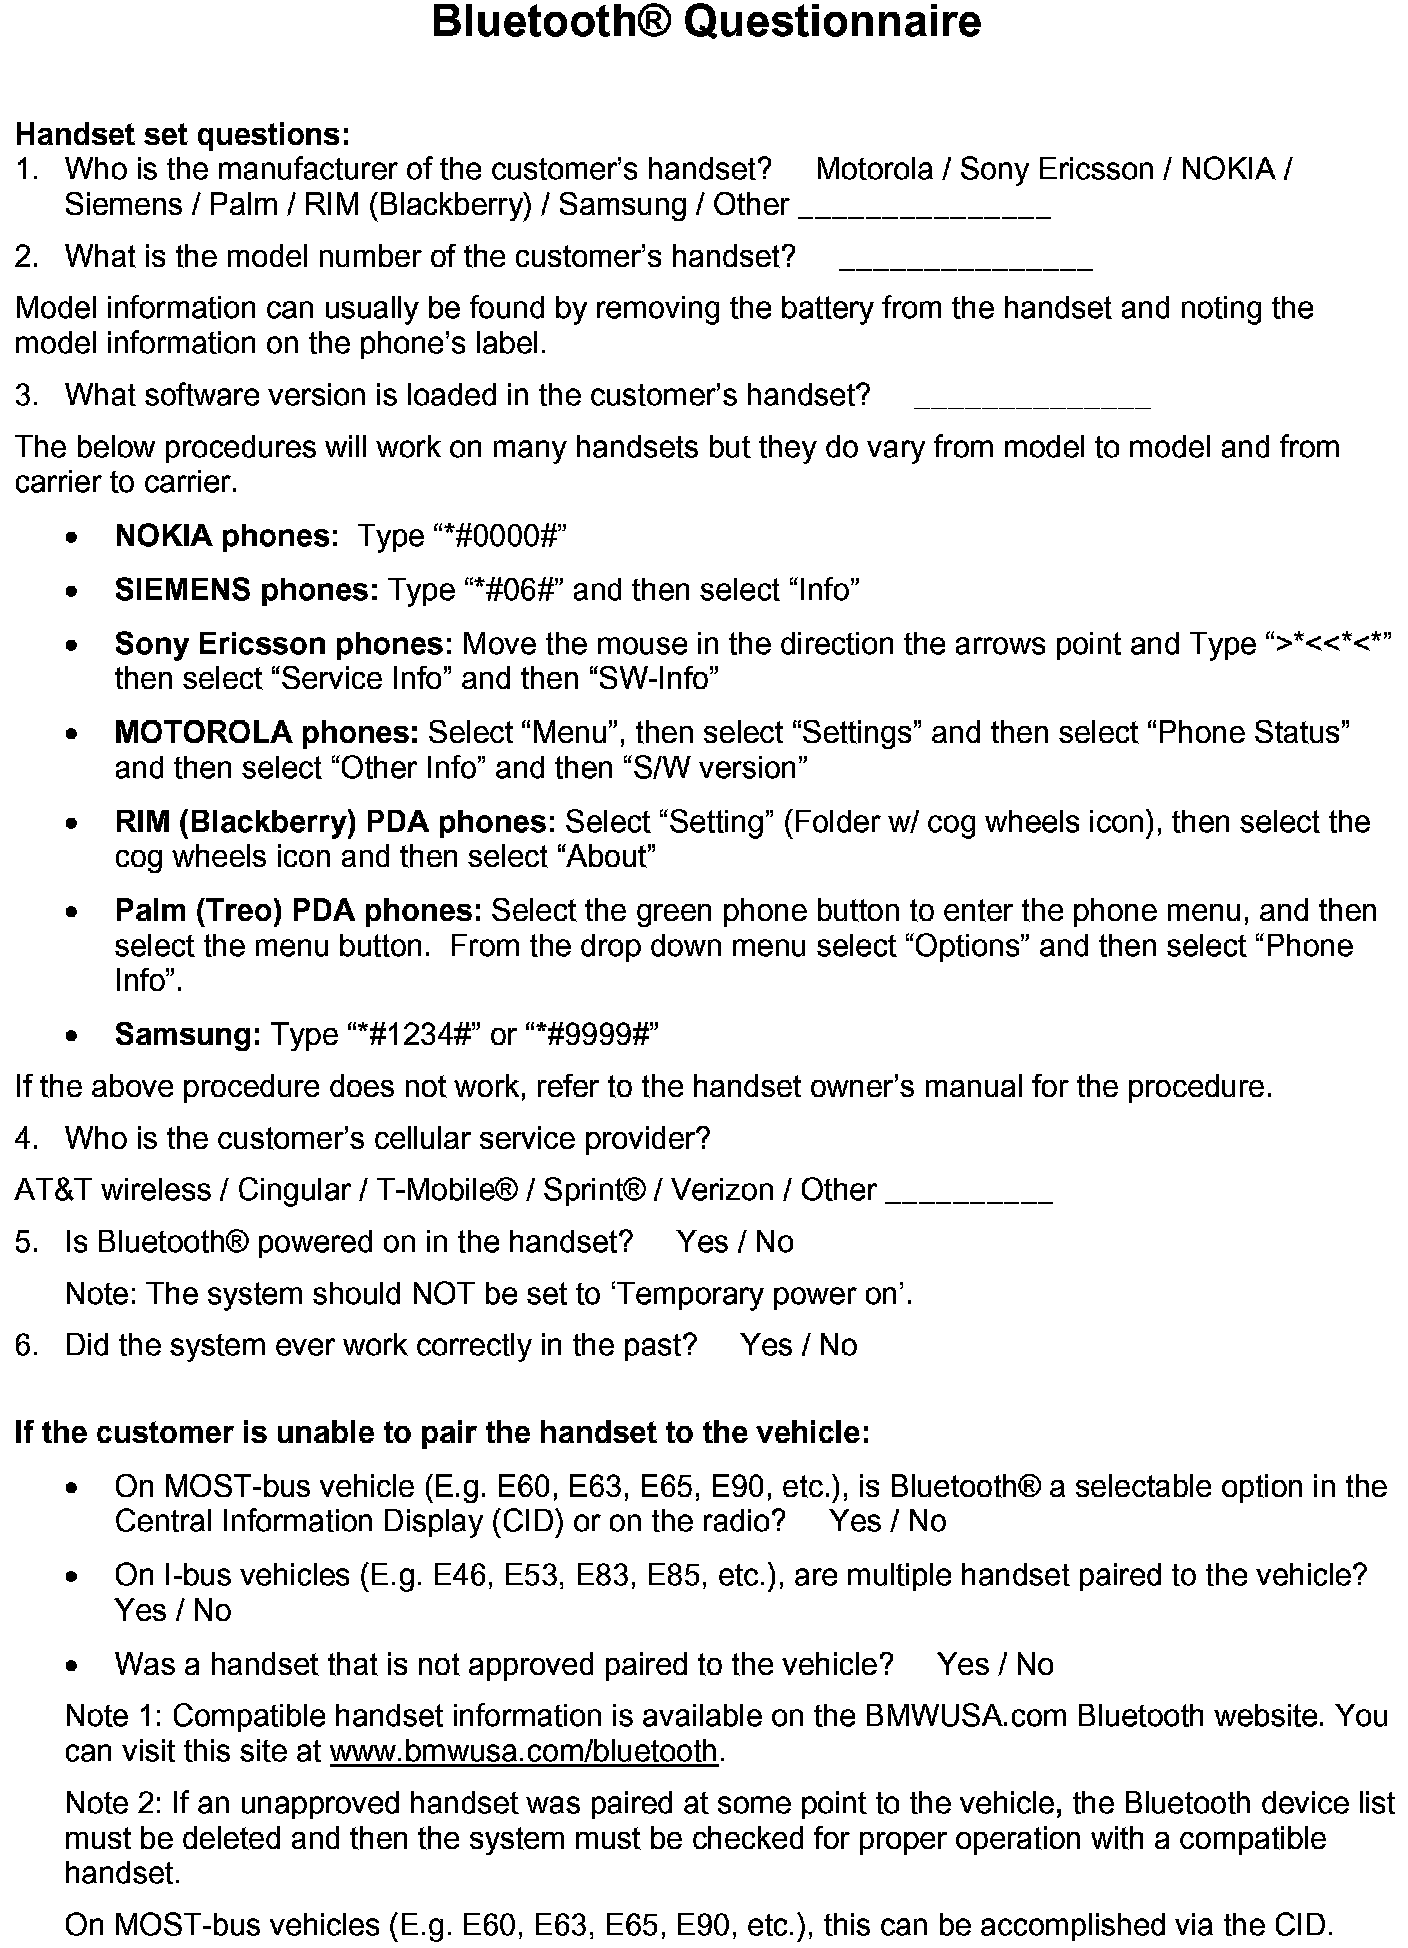 Bluetooth® Questionnaire
Handset set questions:
1. Who is the manufacturer of the customer’s handset? Motorola / Sony Ericsson / NOKIA /
Siemens / Palm / RIM (Blackberry) / Samsung / Other _______________
2. What is the model number of the customer’s handset? _______________
Model information can usually be found by removing the battery from the handset and noting the
model information on the phone’s label.
3. What software version is loaded in the customer’s handset? ______________
The below procedures will work on many handsets but they do vary from model to model and from
carrier to carrier.
• NOKIA phones: Type “*#0000#”
• SIEMENS phones: Type “*#06#” and then select “Info”
• Sony Ericsson phones: Move the mouse in the direction the arrows point and Type “>*<<*<*”
then select “Service Info” and then “SW-Info”
• MOTOROLA phones: Select “Menu”, then select “Settings” and then select “Phone Status”
and then select “Other Info” and then “S/W version”
• RIM (Blackberry) PDA phones: Select “Setting” (Folder w/ cog wheels icon), then select the
cog wheels icon and then select “About”
• Palm (Treo) PDA phones: Select the green phone button to enter the phone menu, and then
select the menu button. From the drop down menu select “Options” and then select “Phone
Info”.
• Samsung: Type “*#1234#” or “*#9999#”
If the above procedure does not work, refer to the handset owner’s manual for the procedure.
4. Who is the customer’s cellular service provider?
AT&T wireless / Cingular / T-Mobile® / Sprint® / Verizon / Other __________
5. Is Bluetooth® powered on in the handset? Yes / No
Note: The system should NOT be set to ‘Temporary power on’.
6. Did the system ever work correctly in the past? Yes / No
If the customer is unable to pair the handset to the vehicle:
• On MOST-bus vehicle (E.g. E60, E63, E65, E90, etc.), is Bluetooth® a selectable option in the
Central Information Display (CID) or on the radio? Yes / No
• On I-bus vehicles (E.g. E46, E53, E83, E85, etc.), are multiple handset paired to the vehicle?
Yes / No
• Was a handset that is not approved paired to the vehicle? Yes / No
Note 1: Compatible handset information is available on the BMWUSA.com Bluetooth website. You
can visit this site at www.bmwusa.com/bluetooth.
Note 2: If an unapproved handset was paired at some point to the vehicle, the Bluetooth device list
must be deleted and then the system must be checked for proper operation with a compatible
handset.
On MOST-bus vehicles (E.g. E60, E63, E65, E90, etc.), this can be accomplished via the CID.